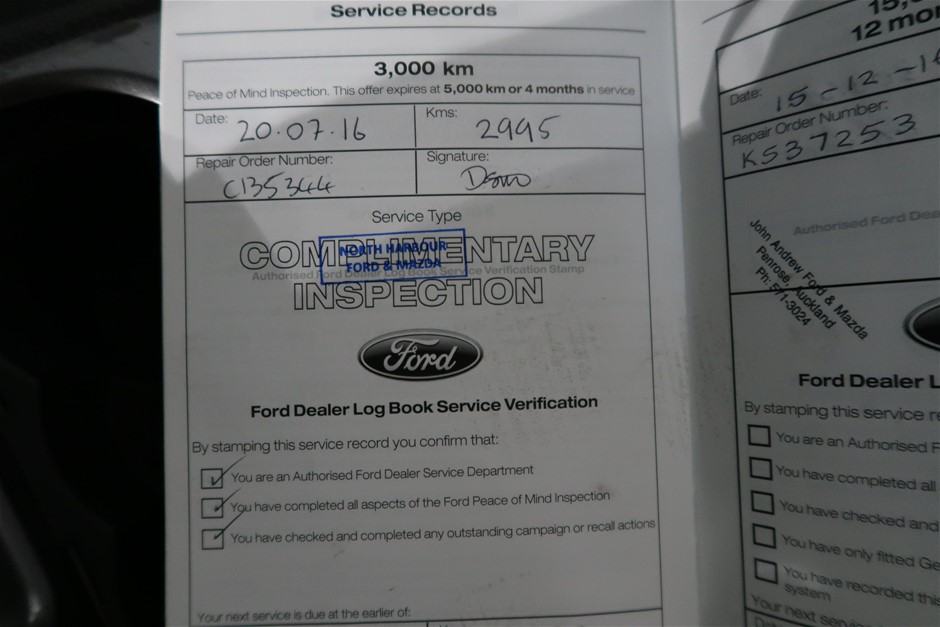 Service Records
3,000 km
Peace of Mind Inspection. This offer expires at 5,000 km or 4 months in service
Date: 20.07.16
Kms: 2995
Repair Order Number: C135344
Signature:
Service Type
COMPLIMENTARY
NORTH HARBOUR
FORD & MAZDA
Authorised Ford Dealer Log Book Service Verification Stamp
INSPECTION
Ford
Ford Dealer Log Book Service Verification
By stamping this service record you confirm that:
You are an Authorised Ford Dealer Service Department
You have completed all aspects of the Ford Peace of Mind Inspection
You have checked and completed any outstanding campaign or recall actions
Your next service is due at the earlier of:
15,
12 mo
Date: 15-12-16
Repair Order Number:
K537253
Authorised Ford Dea
John Andrew Ford & Mazda
Penrose, Auckland
Ph: 571-3024
Ford Dealer L
By stamping this service re
You are an Authorised F
You have completed all
You have checked and
You have only fitted Ge
You have recorded this
system
Your next servi